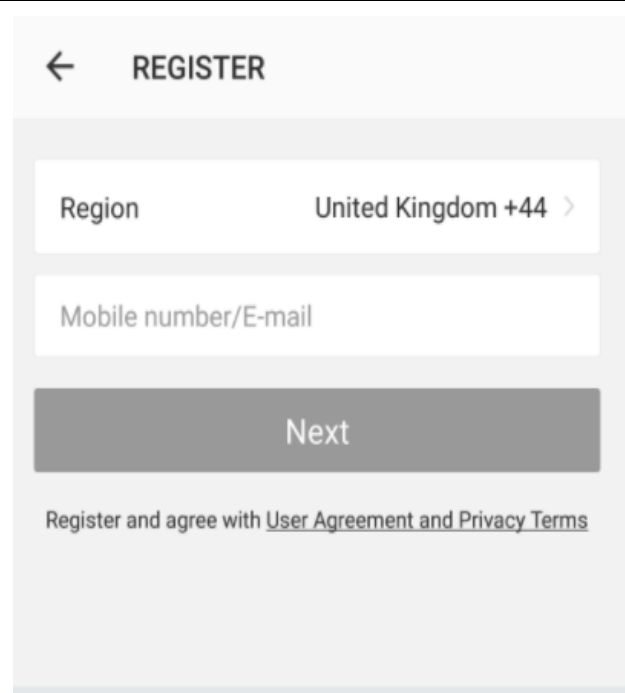 REGISTER
Region United Kingdom +44
Mobile number/E-mail
Next
Register and agree with User Agreement and Privacy Terms